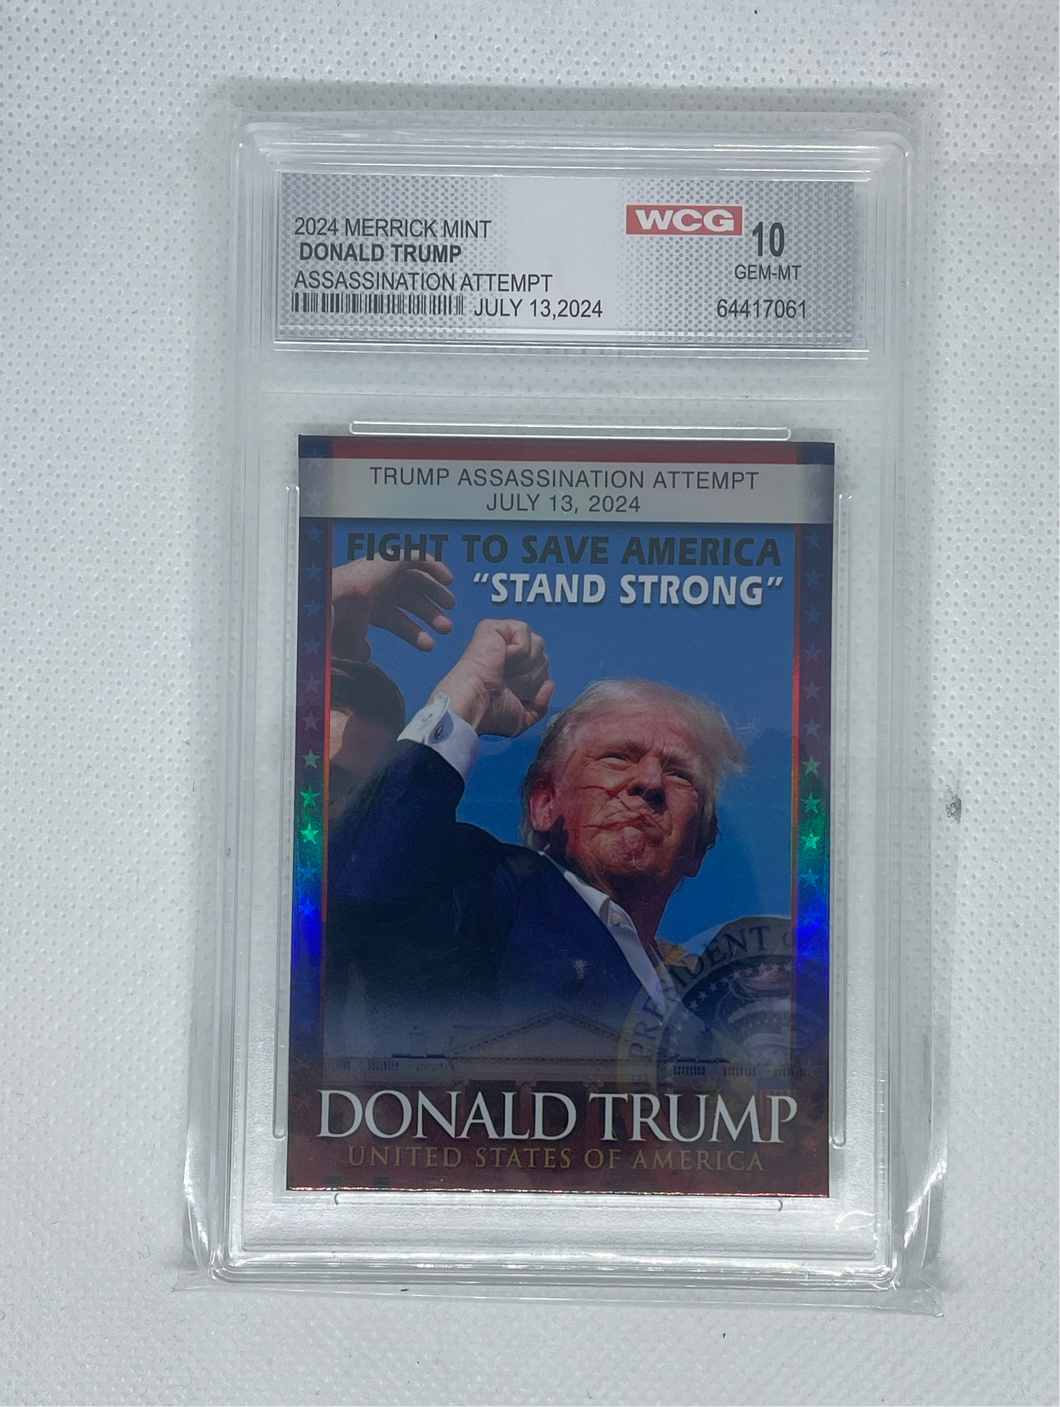 2024 MERRICK MINT
DONALD TRUMP
ASSASSINATION ATTEMPT
JULY 13,2024
WCG 10
GEM-MT
64417061
TRUMP ASSASSINATION ATTEMPT
JULY 13, 2024
FIGHT TO SAVE AMERICA
“STAND STRONG”
PRESIDENT O
DONALD TRUMP
UNITED STATES OF AMERICA